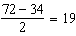 72 − 34
2
= 19